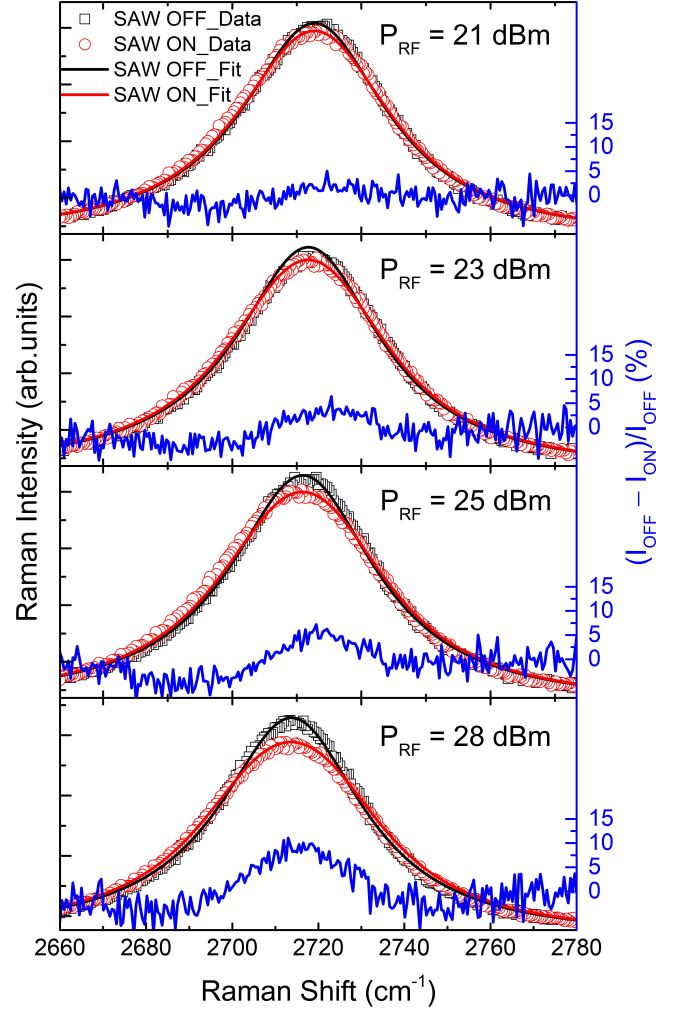 SAW OFF_Data
SAW ON_Data
SAW OFF_Fit
SAW ON_Fit
P_RF = 21 dBm
15
10
5
0
P_RF = 23 dBm
15
10
5
0
P_RF = 25 dBm
15
10
5
0
P_RF = 28 dBm
15
10
5
0
Raman Intensity (arb.units)
(I_OFF − I_ON)/I_OFF (%)
2660 2680 2700 2720 2740 2760 2780
Raman Shift (cm⁻¹)